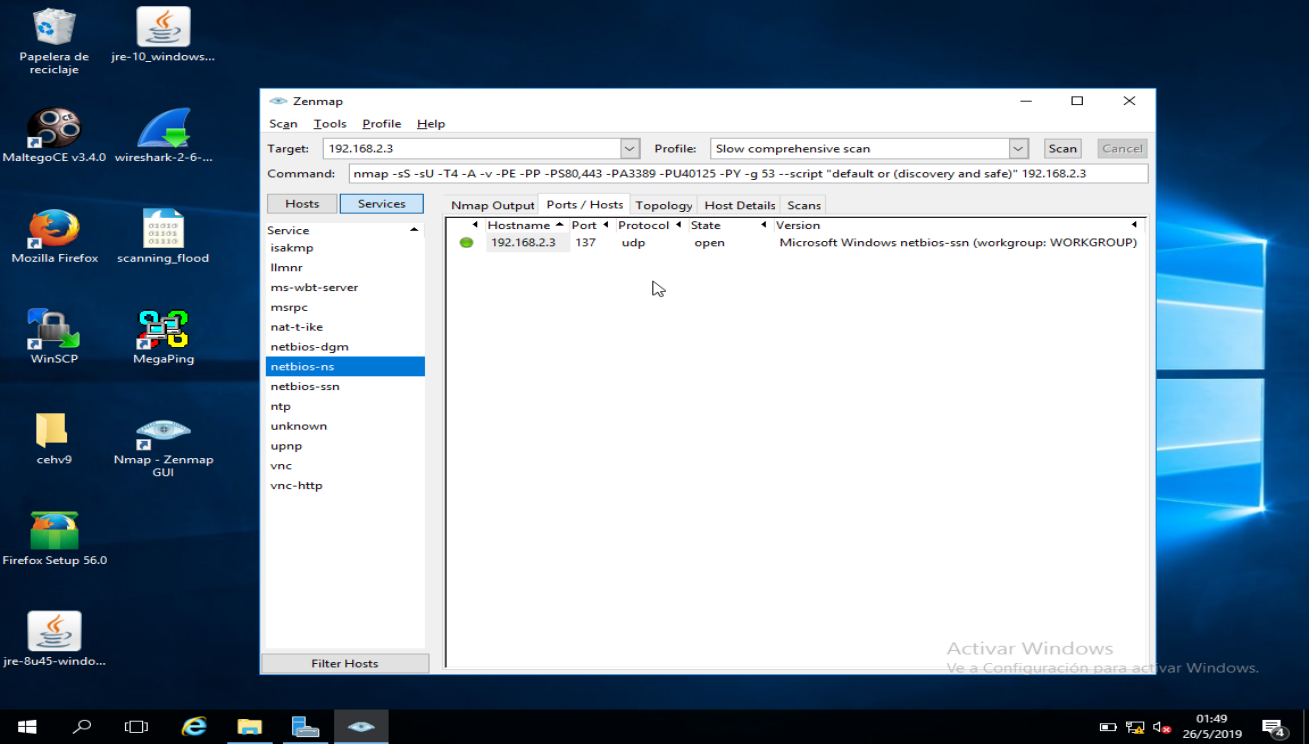 Papelera de
reciclaje
jre-10_windows...
MaltegoCE v3.4.0
wireshark-2-6-...
Mozilla Firefox
scanning_flood
WinSCP
MegaPing
cehv9
Nmap - Zenmap
GUI
Firefox Setup 56.0
jre-8u45-windo...
Zenmap
Scan Tools Profile Help
Target: 192.168.2.3 Profile: Slow comprehensive scan Scan Cancel
Command: nmap -sS -sU -T4 -A -v -PE -PP -PS80,443 -PA3389 -PU40125 -PY -g 53 --script "default or (discovery and safe)" 192.168.2.3
Hosts Services
Nmap Output Ports / Hosts Topology Host Details Scans
Service
isakmp
llmnr
ms-wbt-server
msrpc
nat-t-ike
netbios-dgm
netbios-ns
netbios-ssn
ntp
unknown
upnp
vnc
vnc-http
Filter Hosts
Hostname Port Protocol State Version
192.168.2.3 137 udp open Microsoft Windows netbios-ssn (workgroup: WORKGROUP)
Activar Windows
Ve a Configuración para activar Windows.
01:49
26/5/2019
4